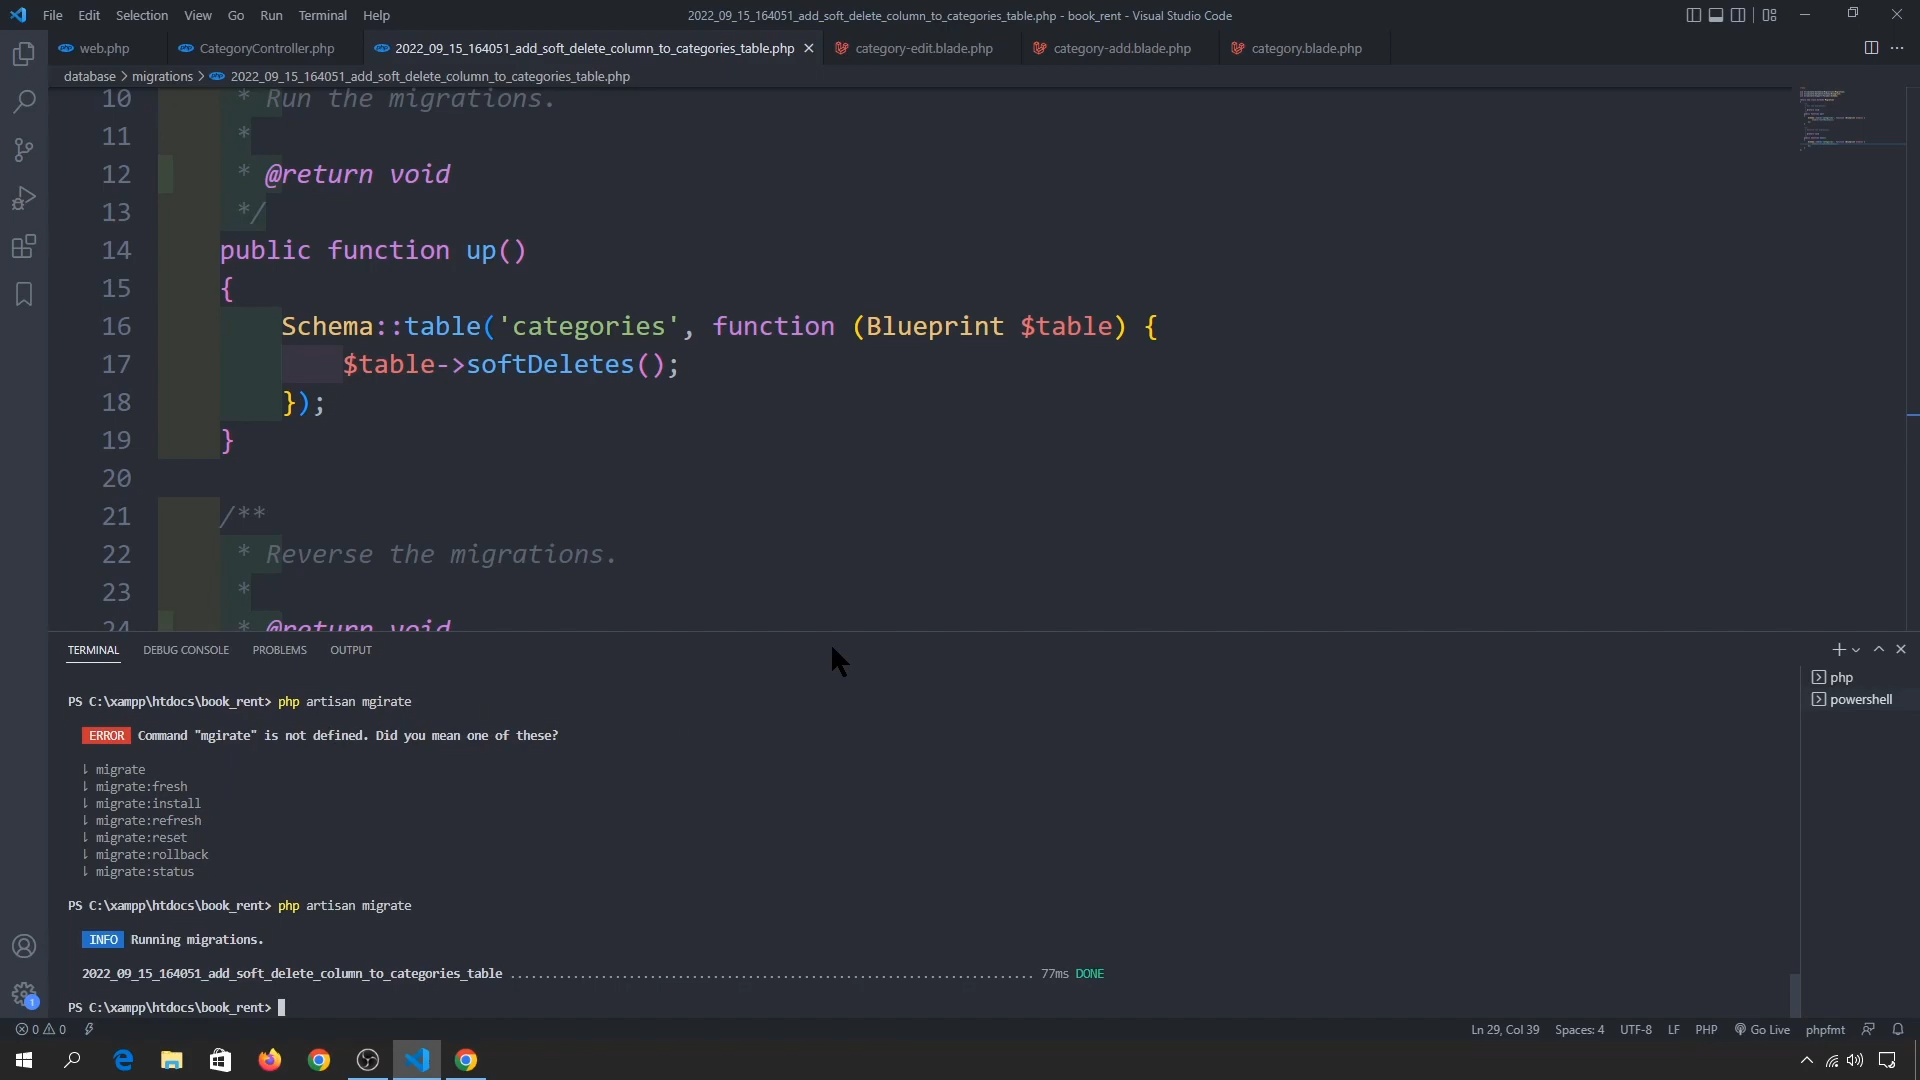 File Edit Selection View Go Run Terminal Help
2022_09_15_164051_add_soft_delete_column_to_categories_table.php - book_rent - Visual Studio Code
web.php
CategoryController.php
2022_09_15_164051_add_soft_delete_column_to_categories_table.php
category-edit.blade.php
category-add.blade.php
category.blade.php
database > migrations > 2022_09_15_164051_add_soft_delete_column_to_categories_table.php
10 * Run the migrations.
11 *
12 * @return void
13 */
14 public function up()
15 {
16 Schema::table('categories', function (Blueprint $table) {
17 $table->softDeletes();
18 });
19 }
20
21 /**
22 * Reverse the migrations.
23 *
24 * @return void
TERMINAL DEBUG CONSOLE PROBLEMS OUTPUT
php
powershell
PS C:\xampp\htdocs\book_rent> php artisan mgirate
ERROR Command "mgirate" is not defined. Did you mean one of these?
⇂ migrate
⇂ migrate:fresh
⇂ migrate:install
⇂ migrate:refresh
⇂ migrate:reset
⇂ migrate:rollback
⇂ migrate:status
PS C:\xampp\htdocs\book_rent> php artisan migrate
INFO Running migrations.
2022_09_15_164051_add_soft_delete_column_to_categories_table .......................................................................... 77ms DONE
PS C:\xampp\htdocs\book_rent>
1
0 0
Ln 29, Col 39 Spaces: 4 UTF-8 LF PHP Go Live phpfmt